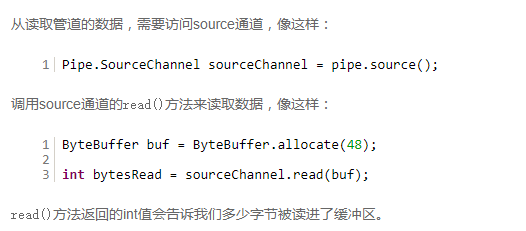 从读取管道的数据，需要访问source通道，像这样：
1 Pipe.SourceChannel sourceChannel = pipe.source();
调用source通道的read()方法来读取数据，像这样：
1 ByteBuffer buf = ByteBuffer.allocate(48);
2
3 int bytesRead = sourceChannel.read(buf);
read()方法返回的int值会告诉我们多少字节被读进了缓冲区。